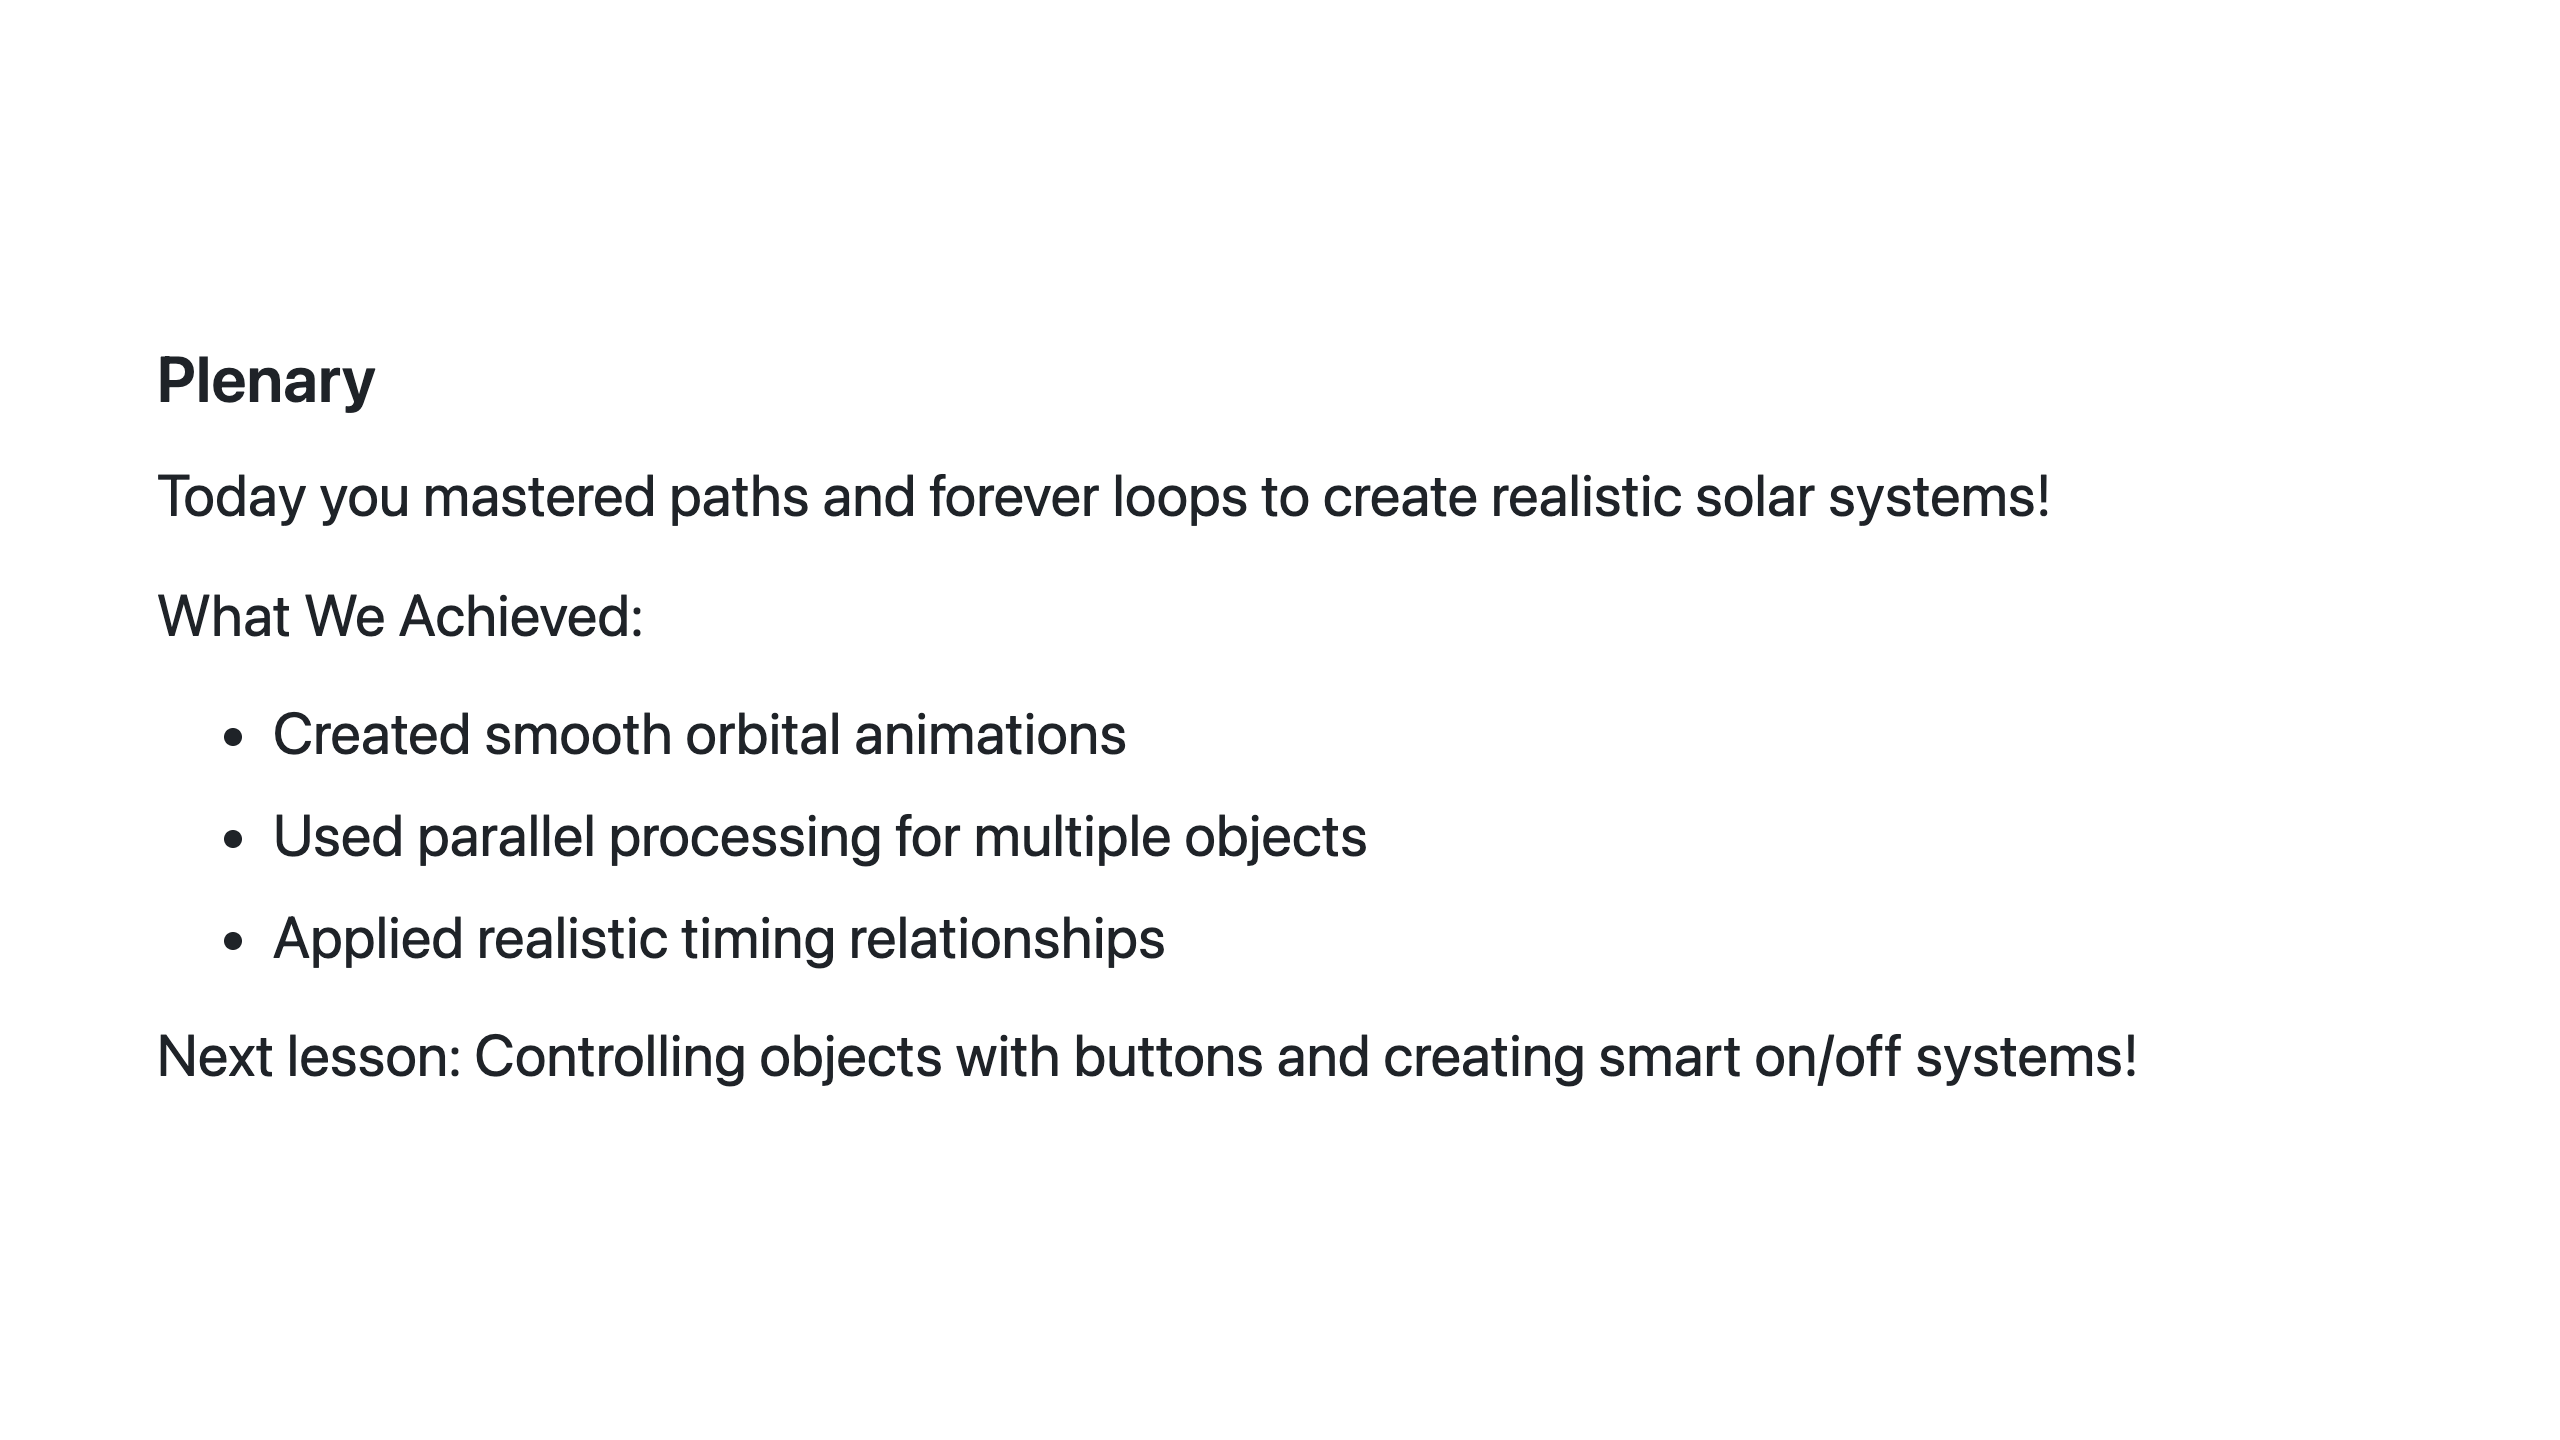 Plenary
Today you mastered paths and forever loops to create realistic solar systems!
What We Achieved:
• Created smooth orbital animations
• Used parallel processing for multiple objects
• Applied realistic timing relationships
Next lesson: Controlling objects with buttons and creating smart on/off systems!